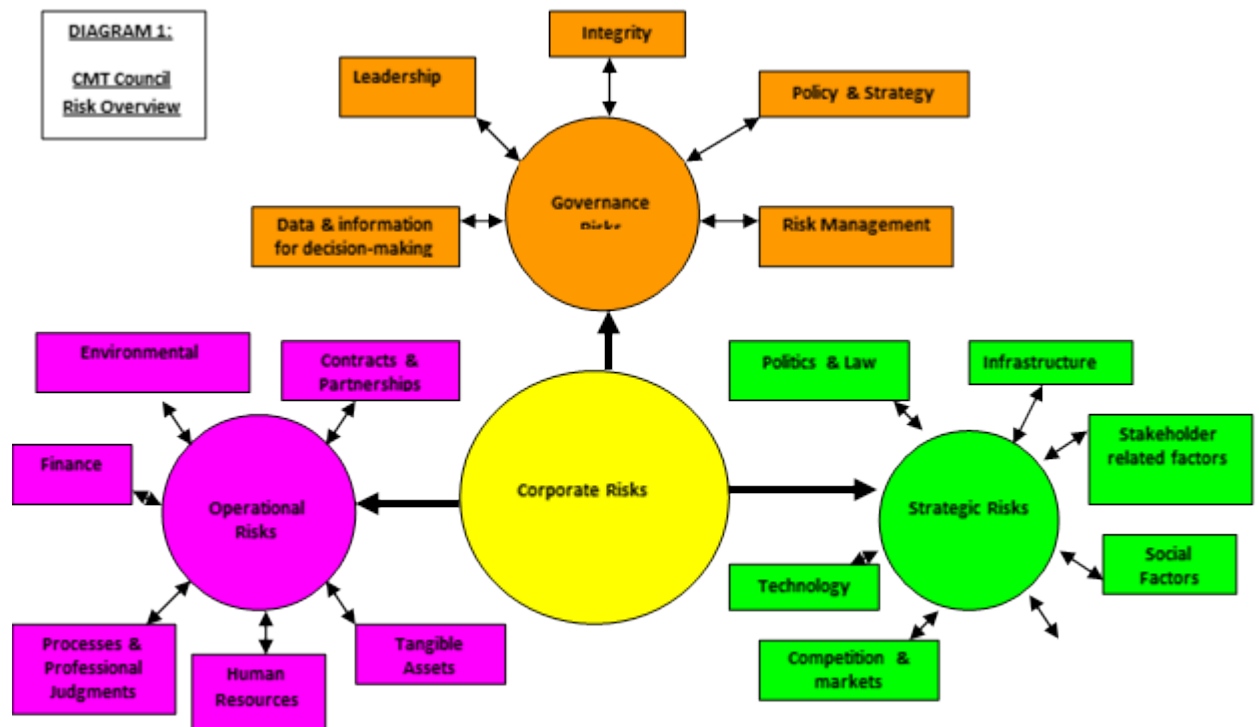 DIAGRAM 1:
CMT Council
Risk Overview
Integrity
Leadership
Policy & Strategy
Governance
Risks
Data & information
for decision-making
Risk Management
Environmental
Contracts &
Partnerships
Politics & Law
Infrastructure
Finance
Stakeholder
related factors
Operational
Risks
Corporate Risks
Strategic Risks
Technology
Social
Factors
Processes &
Professional
Judgments
Human
Resources
Tangible
Assets
Competition &
markets